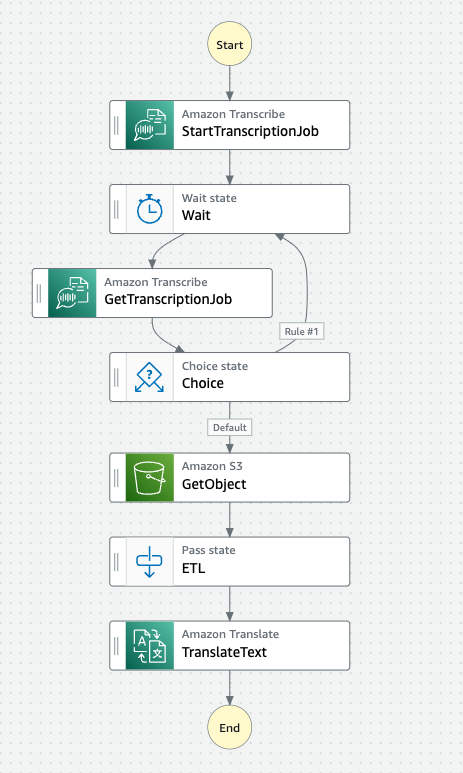 Start
Amazon Transcribe
StartTranscriptionJob
Wait state
Wait
Amazon Transcribe
GetTranscriptionJob
Rule #1
Choice state
Choice
Default
Amazon S3
GetObject
Pass state
ETL
Amazon Translate
TranslateText
End